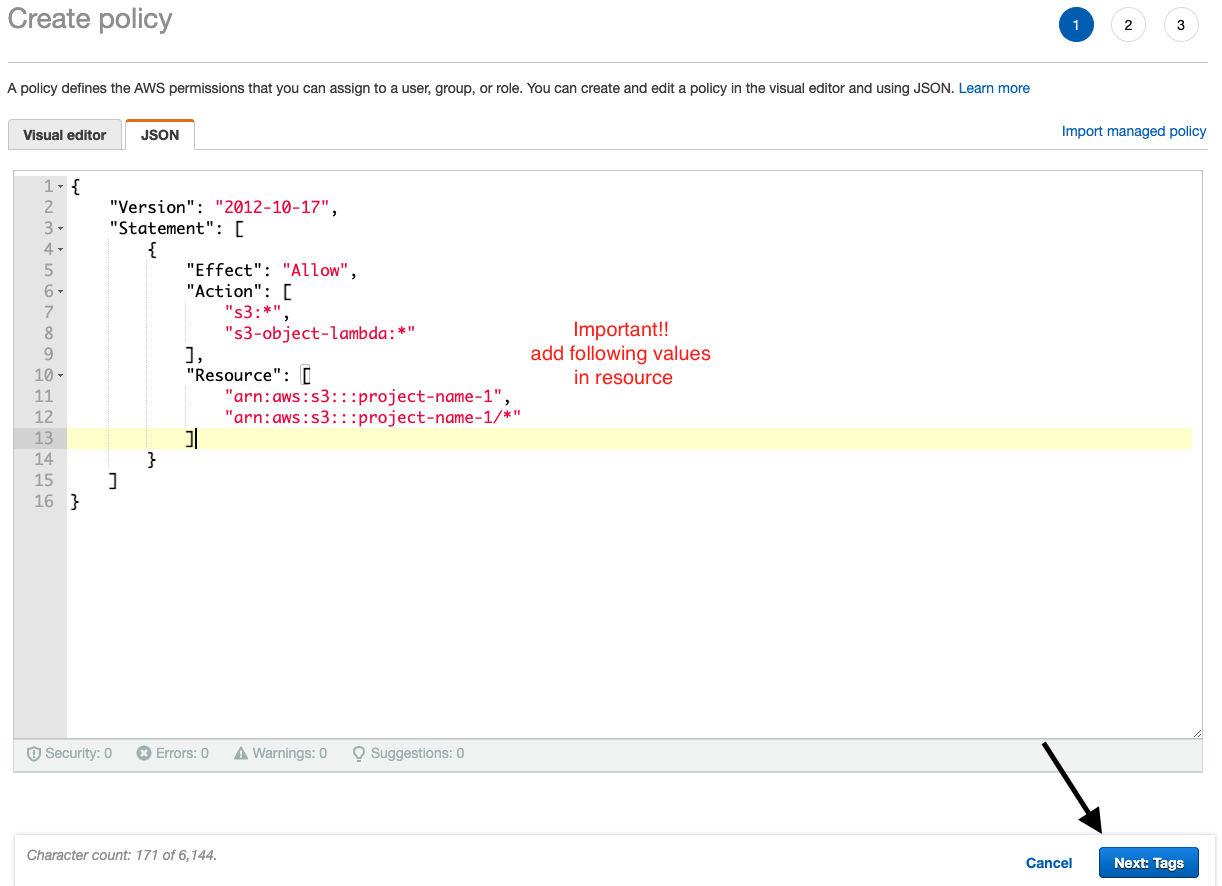 Create policy
1 2 3
A policy defines the AWS permissions that you can assign to a user, group, or role. You can create and edit a policy in the visual editor and using JSON. Learn more
Visual editor JSON Import managed policy
1 {
2 "Version": "2012-10-17",
3 "Statement": [
4 {
5 "Effect": "Allow",
6 "Action": [
7 "s3:*",
8 "s3-object-lambda:*"
9 ],
10 "Resource": [
11 "arn:aws:s3:::project-name-1",
12 "arn:aws:s3:::project-name-1/*"
13 ]
14 }
15 ]
16 }
Important!!
add following values
in resource
Security: 0 Errors: 0 Warnings: 0 Suggestions: 0
Character count: 171 of 6,144.
Cancel Next: Tags